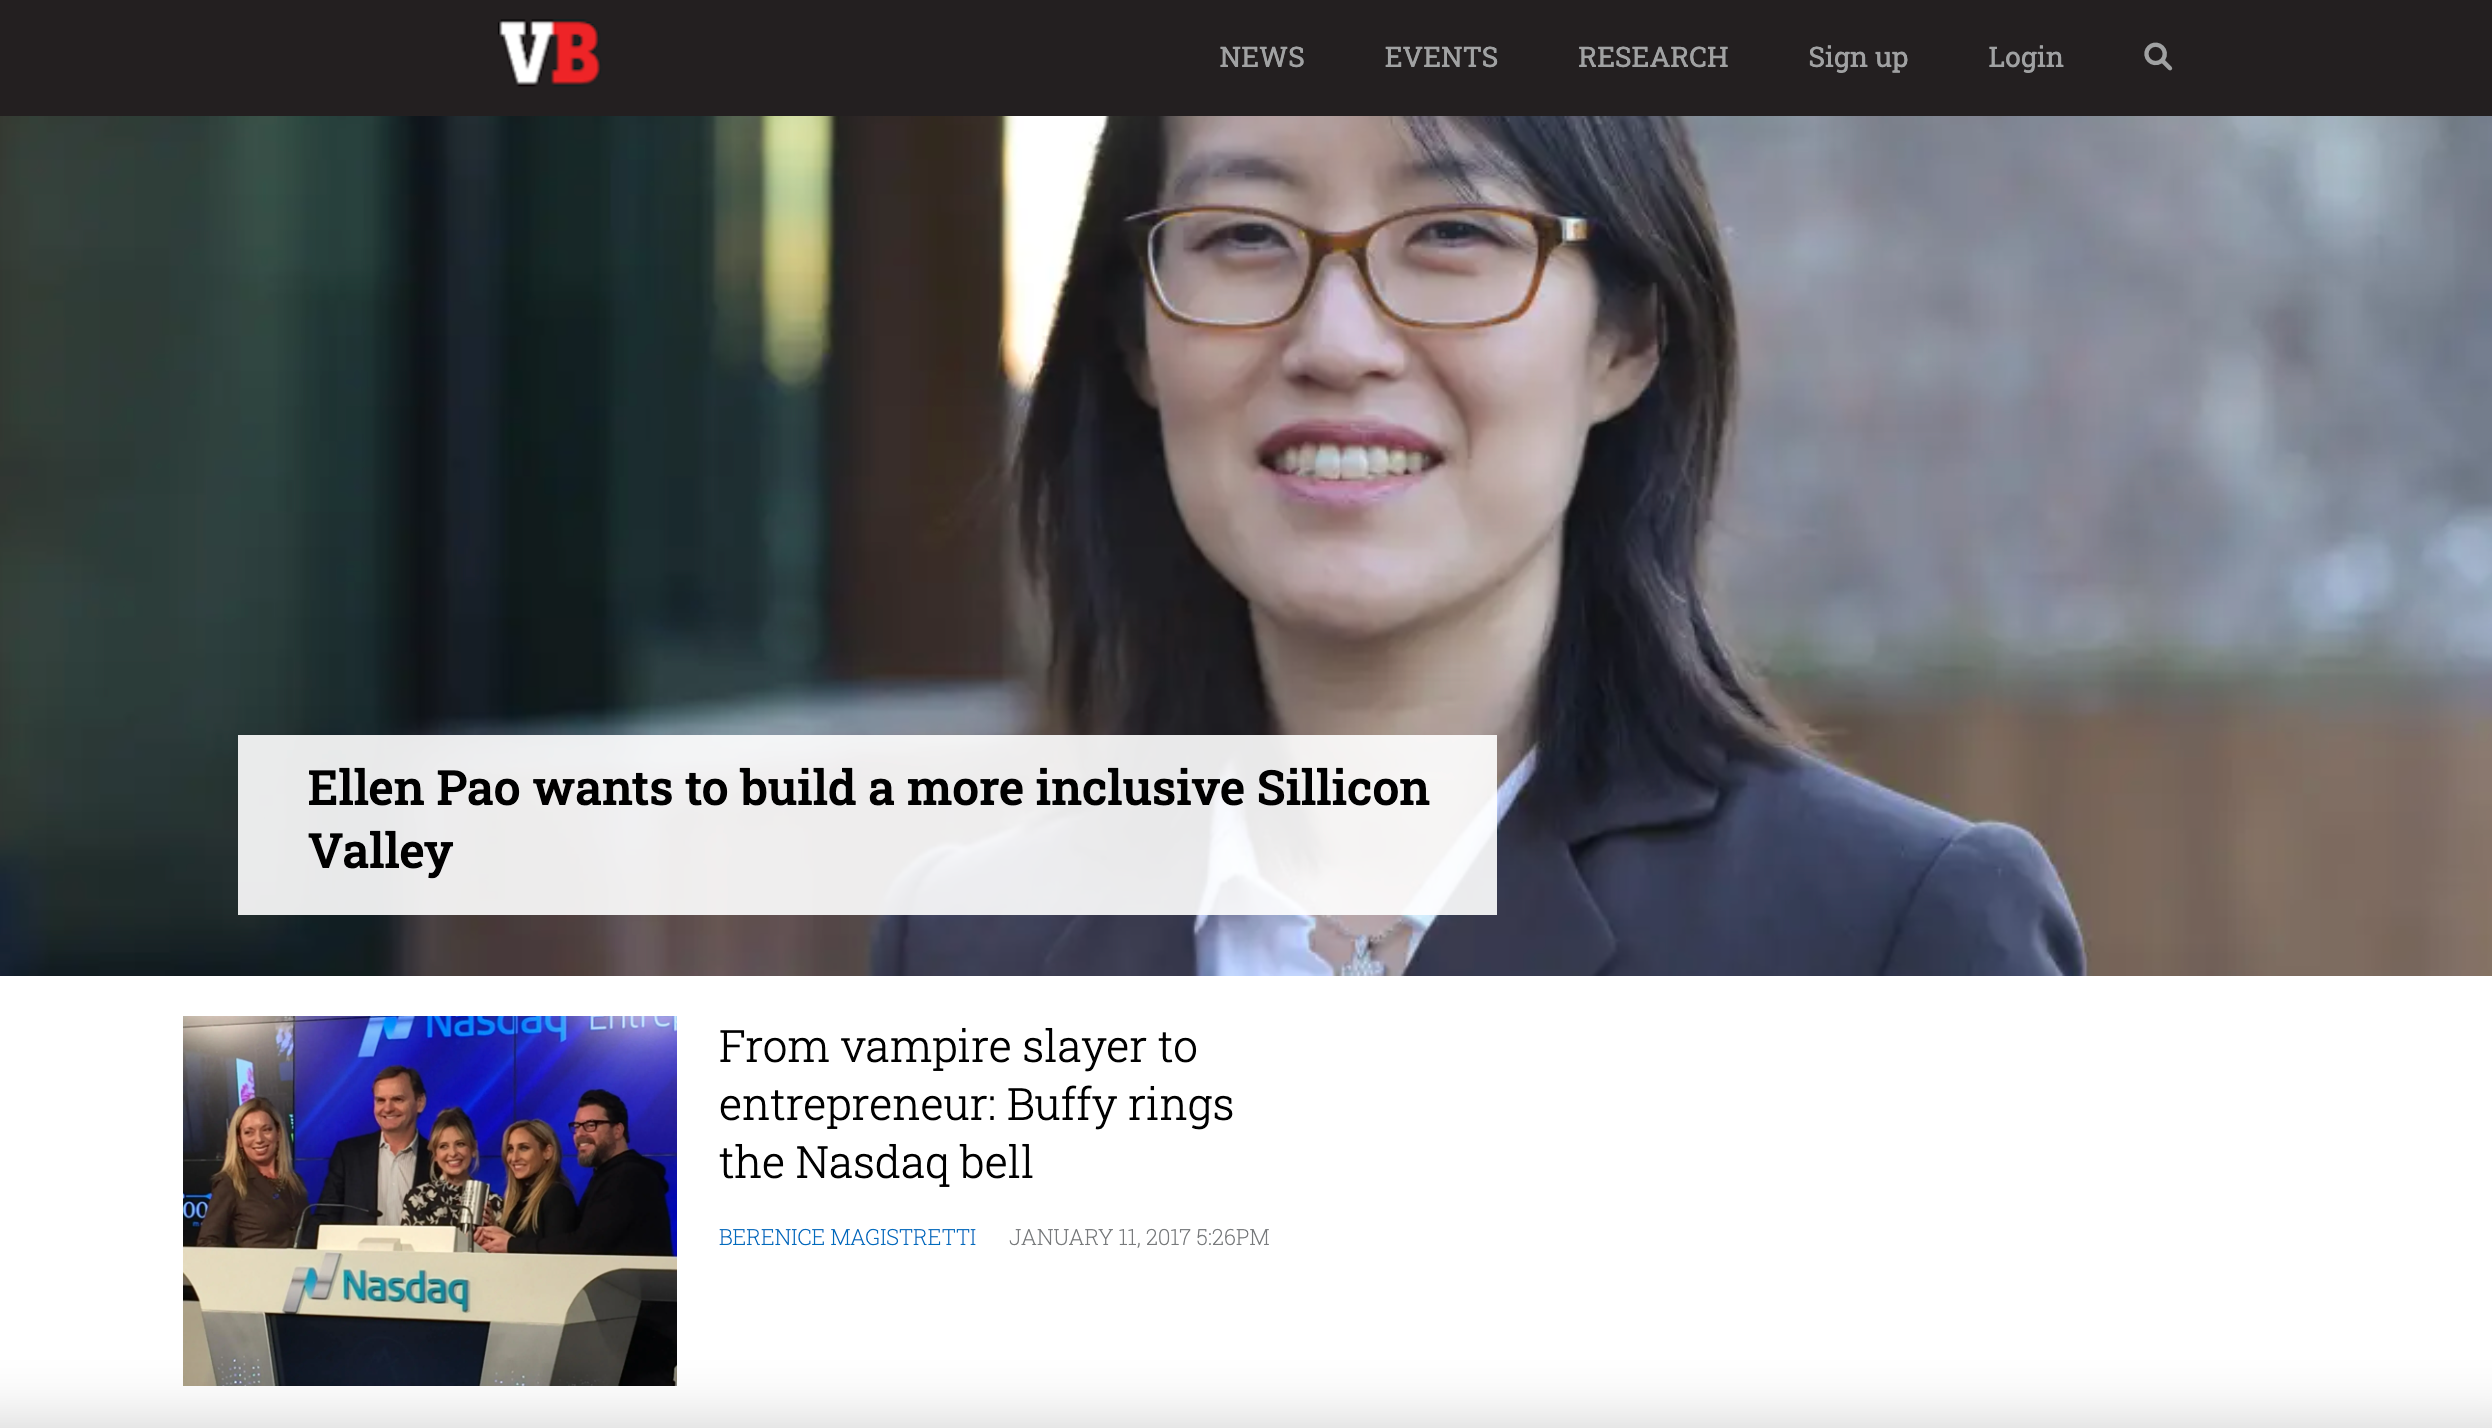 VB
NEWS
EVENTS
RESEARCH
Sign up
Login
Ellen Pao wants to build a more inclusive Sillicon
Valley
Nasdaq
Nasdaq
From vampire slayer to
entrepreneur: Buffy rings
the Nasdaq bell
BERENICE MAGISTRETTI JANUARY 11, 2017 5:26PM